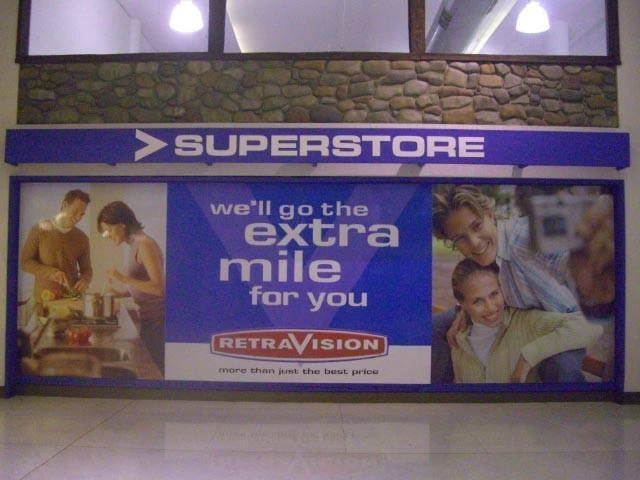 > SUPERSTORE
we'll go the
extra
mile
for you
RETRAVISION
more than just the best price